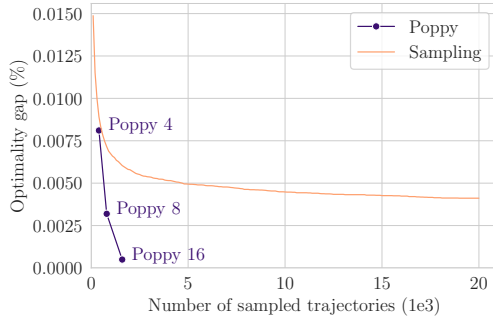 0.0150
0.0125
0.0100
0.0075
0.0050
0.0025
0.0000
Optimality gap (%)
Poppy
Sampling
Poppy 4
Poppy 8
Poppy 16
0
5
10
15
20
Number of sampled trajectories (1e3)